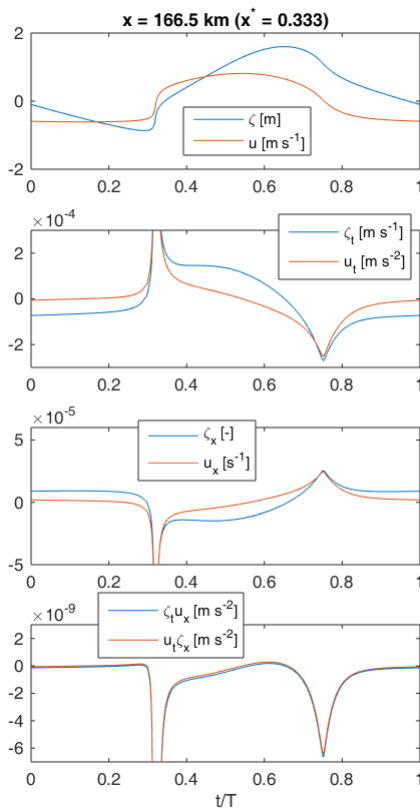 x = 166.5 km (x* = 0.333)
2
0
-2
ζ [m]
u [m s⁻¹]
0 0.2 0.4 0.6 0.8 1
×10⁻⁴
2
0
-2
ζₜ [m s⁻¹]
uₜ [m s⁻²]
0 0.2 0.4 0.6 0.8 1
×10⁻⁵
5
0
-5
ζₓ [-]
uₓ [s⁻¹]
0 0.2 0.4 0.6 0.8 1
×10⁻⁹
2
0
-2
-4
-6
ζₜuₓ [m s⁻²]
uₜζₓ [m s⁻²]
0 0.2 0.4 0.6 0.8 1
t/T